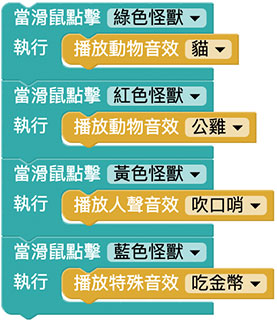 當滑鼠點擊 綠色怪獸
執行 播放動物音效 貓
當滑鼠點擊 紅色怪獸
執行 播放動物音效 公雞
當滑鼠點擊 黃色怪獸
執行 播放人聲音效 吹口哨
當滑鼠點擊 藍色怪獸
執行 播放特殊音效 吃金幣